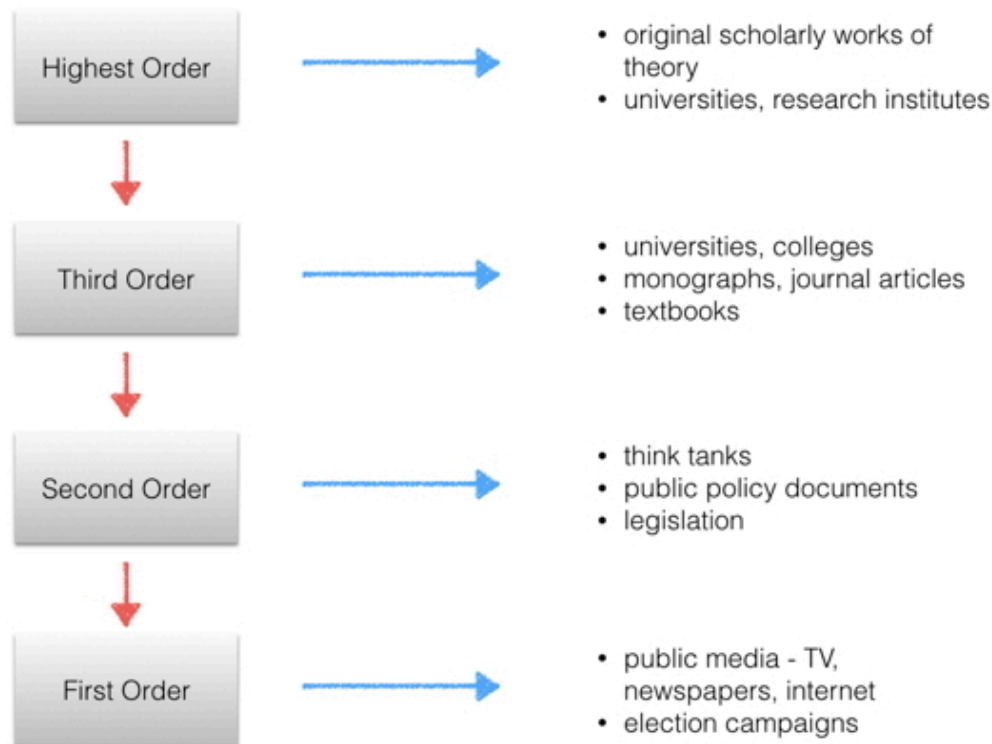 Highest Order
• original scholarly works of
theory
• universities, research institutes
Third Order
• universities, colleges
• monographs, journal articles
• textbooks
Second Order
• think tanks
• public policy documents
• legislation
First Order
• public media - TV,
newspapers, internet
• election campaigns